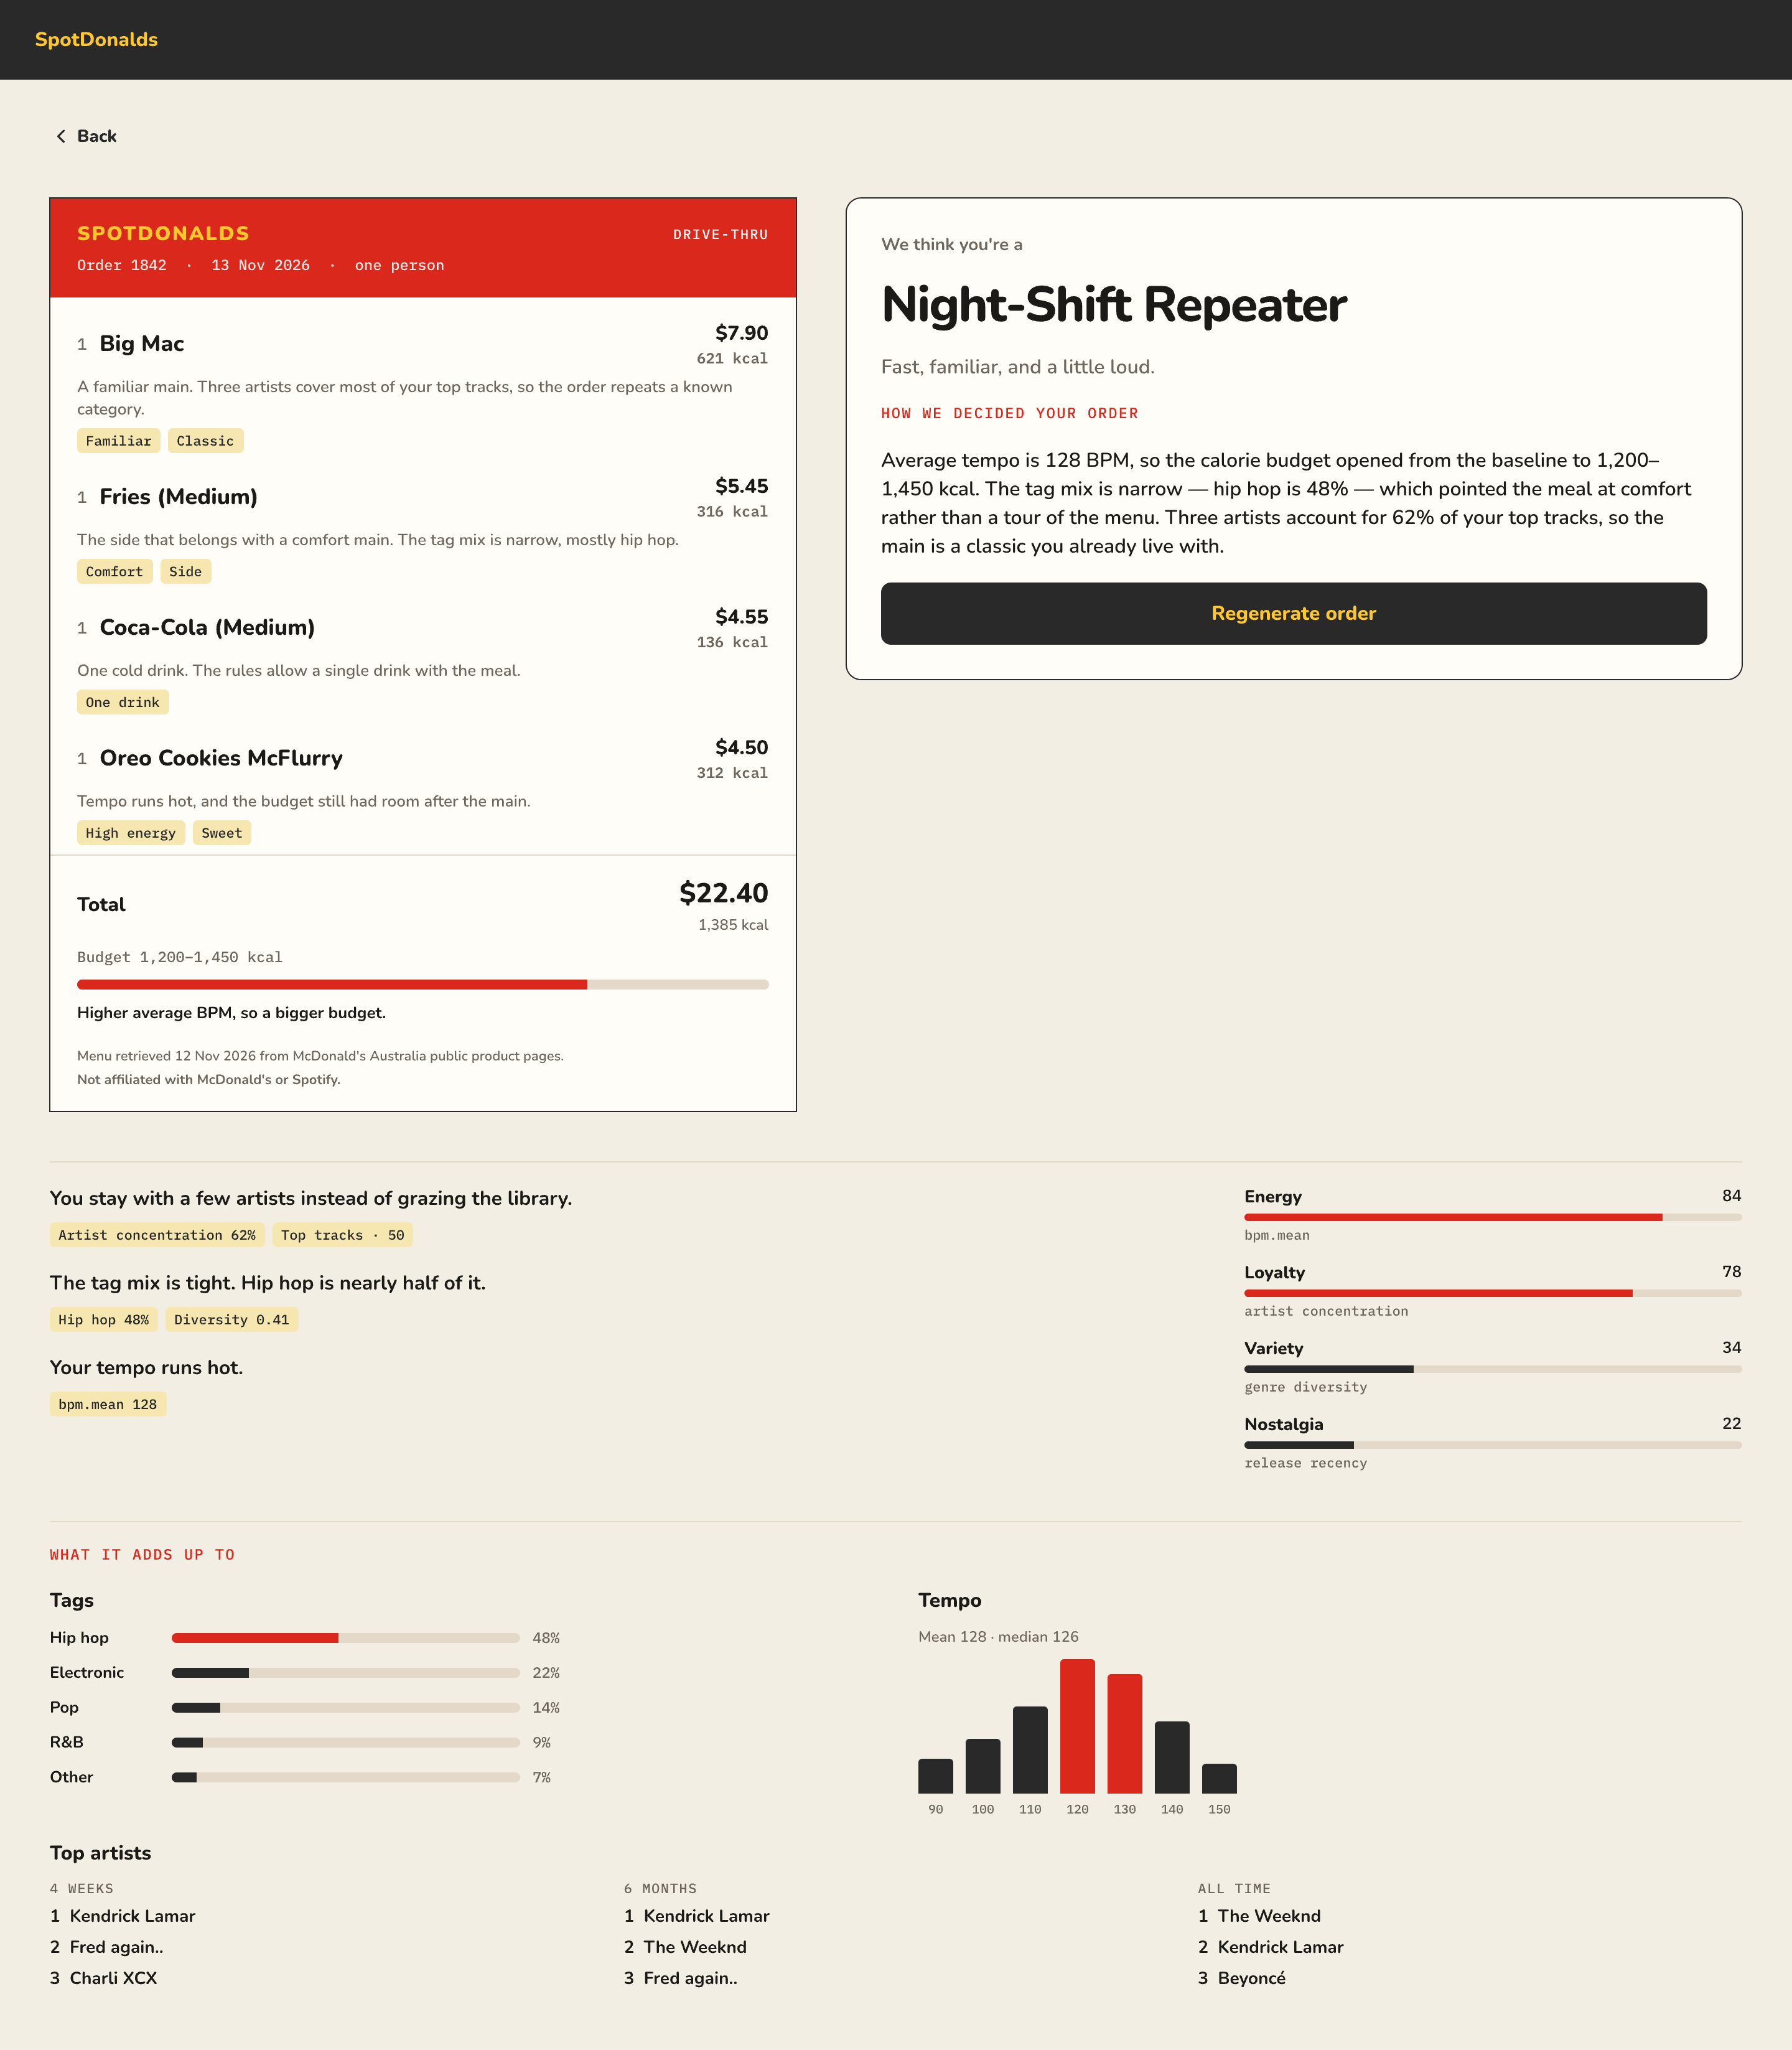 SpotDonalds
Back
SPOTDONALDS
DRIVE-THRU
Order 1842 · 13 Nov 2026 · one person
1 Big Mac
$7.90
621 kcal
A familiar main. Three artists cover most of your top tracks, so the order repeats a known
category.
Familiar
Classic
1 Fries (Medium)
$5.45
316 kcal
The side that belongs with a comfort main. The tag mix is narrow, mostly hip hop.
Comfort
Side
1 Coca-Cola (Medium)
$4.55
136 kcal
One cold drink. The rules allow a single drink with the meal.
One drink
1 Oreo Cookies McFlurry
$4.50
312 kcal
Tempo runs hot, and the budget still had room after the main.
High energy
Sweet
Total
$22.40
1,385 kcal
Budget 1,200–1,450 kcal
Higher average BPM, so a bigger budget.
Menu retrieved 12 Nov 2026 from McDonald's Australia public product pages.
Not affiliated with McDonald's or Spotify.
We think you're a
Night-Shift Repeater
Fast, familiar, and a little loud.
HOW WE DECIDED YOUR ORDER
Average tempo is 128 BPM, so the calorie budget opened from the baseline to 1,200–
1,450 kcal. The tag mix is narrow — hip hop is 48% — which pointed the meal at comfort
rather than a tour of the menu. Three artists account for 62% of your top tracks, so the
main is a classic you already live with.
Regenerate order
You stay with a few artists instead of grazing the library.
Artist concentration 62%
Top tracks · 50
The tag mix is tight. Hip hop is nearly half of it.
Hip hop 48%
Diversity 0.41
Your tempo runs hot.
bpm.mean 128
Energy 84
bpm.mean
Loyalty 78
artist concentration
Variety 34
genre diversity
Nostalgia 22
release recency
WHAT IT ADDS UP TO
Tags
Hip hop 48%
Electronic 22%
Pop 14%
R&B 9%
Other 7%
Tempo
Mean 128 · median 126
90 100 110 120 130 140 150
Top artists
4 WEEKS
1 Kendrick Lamar
2 Fred again..
3 Charli XCX
6 MONTHS
1 Kendrick Lamar
2 The Weeknd
3 Fred again..
ALL TIME
1 The Weeknd
2 Kendrick Lamar
3 Beyoncé